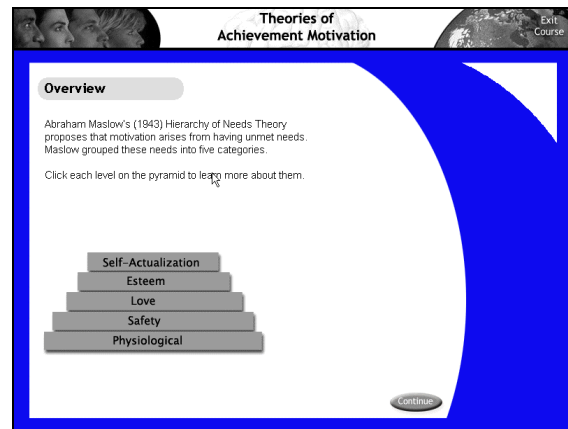 Theories of
Achievement Motivation
Exit
Course
Overview
Abraham Maslow's (1943) Hierarchy of Needs Theory
proposes that motivation arises from having unmet needs.
Maslow grouped these needs into five categories.
Click each level on the pyramid to learn more about them.
Self-Actualization
Esteem
Love
Safety
Physiological
Continue